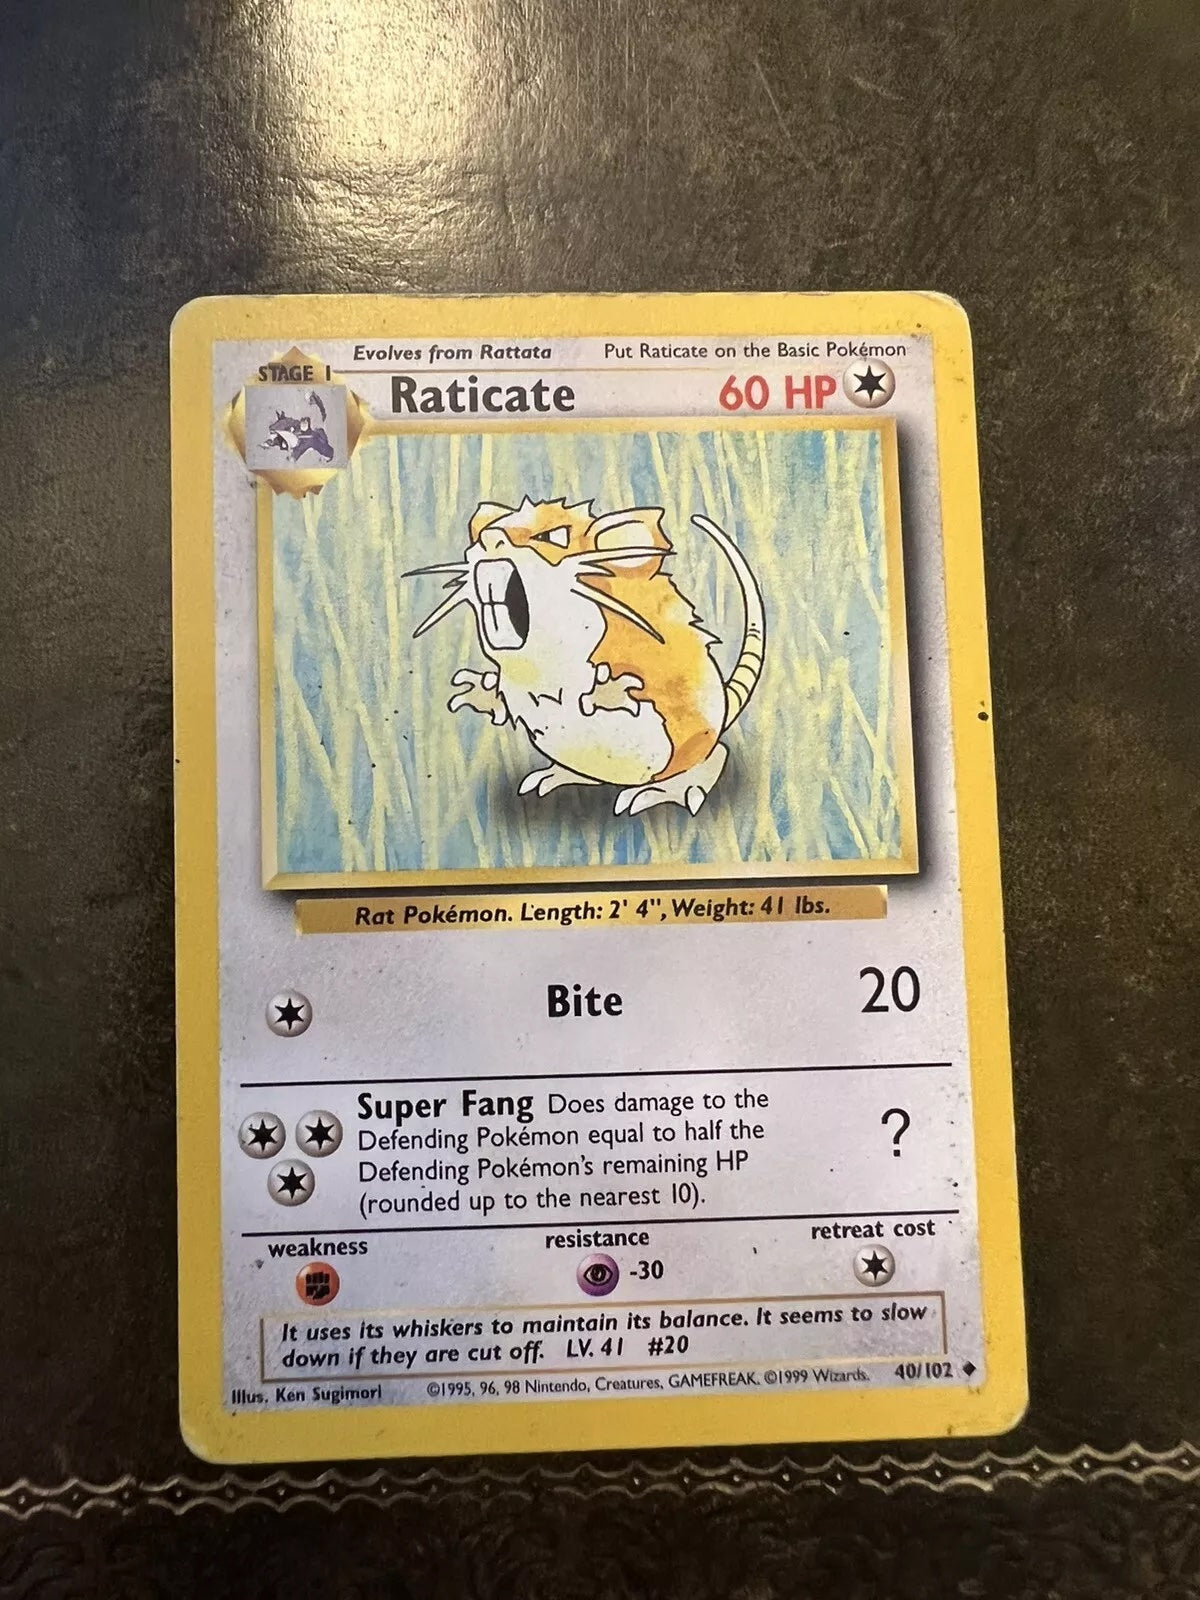 Evolves from Rattata Put Raticate on the Basic Pokémon
STAGE 1
Raticate 60 HP
Rat Pokémon. Length: 2' 4", Weight: 41 lbs.
Bite 20
Super Fang Does damage to the
Defending Pokémon equal to half the
Defending Pokémon's remaining HP
(rounded up to the nearest 10).
?
weakness resistance retreat cost
-30
It uses its whiskers to maintain its balance. It seems to slow
down if they are cut off. LV. 41 #20
Illus. Ken Sugimori ©1995, 96, 98 Nintendo, Creatures, GAMEFREAK. ©1999 Wizards. 40/102